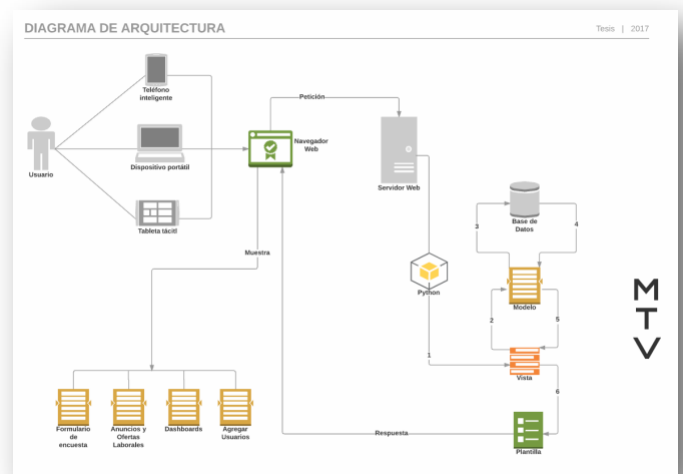 DIAGRAMA DE ARQUITECTURA
Tesis | 2017
Teléfono
inteligente
Petición
Usuario
Dispositivo portátil
Navegador
Web
Servidor Web
Tableta táctil
Base de
Datos
3
4
Muestra
Python
Modelo
2
5
1
Vista
6
M
T
V
Formulario
de
encuesta
Anuncios y
Ofertas
Laborales
Dashboards
Agregar
Usuarios
Respuesta
Plantilla